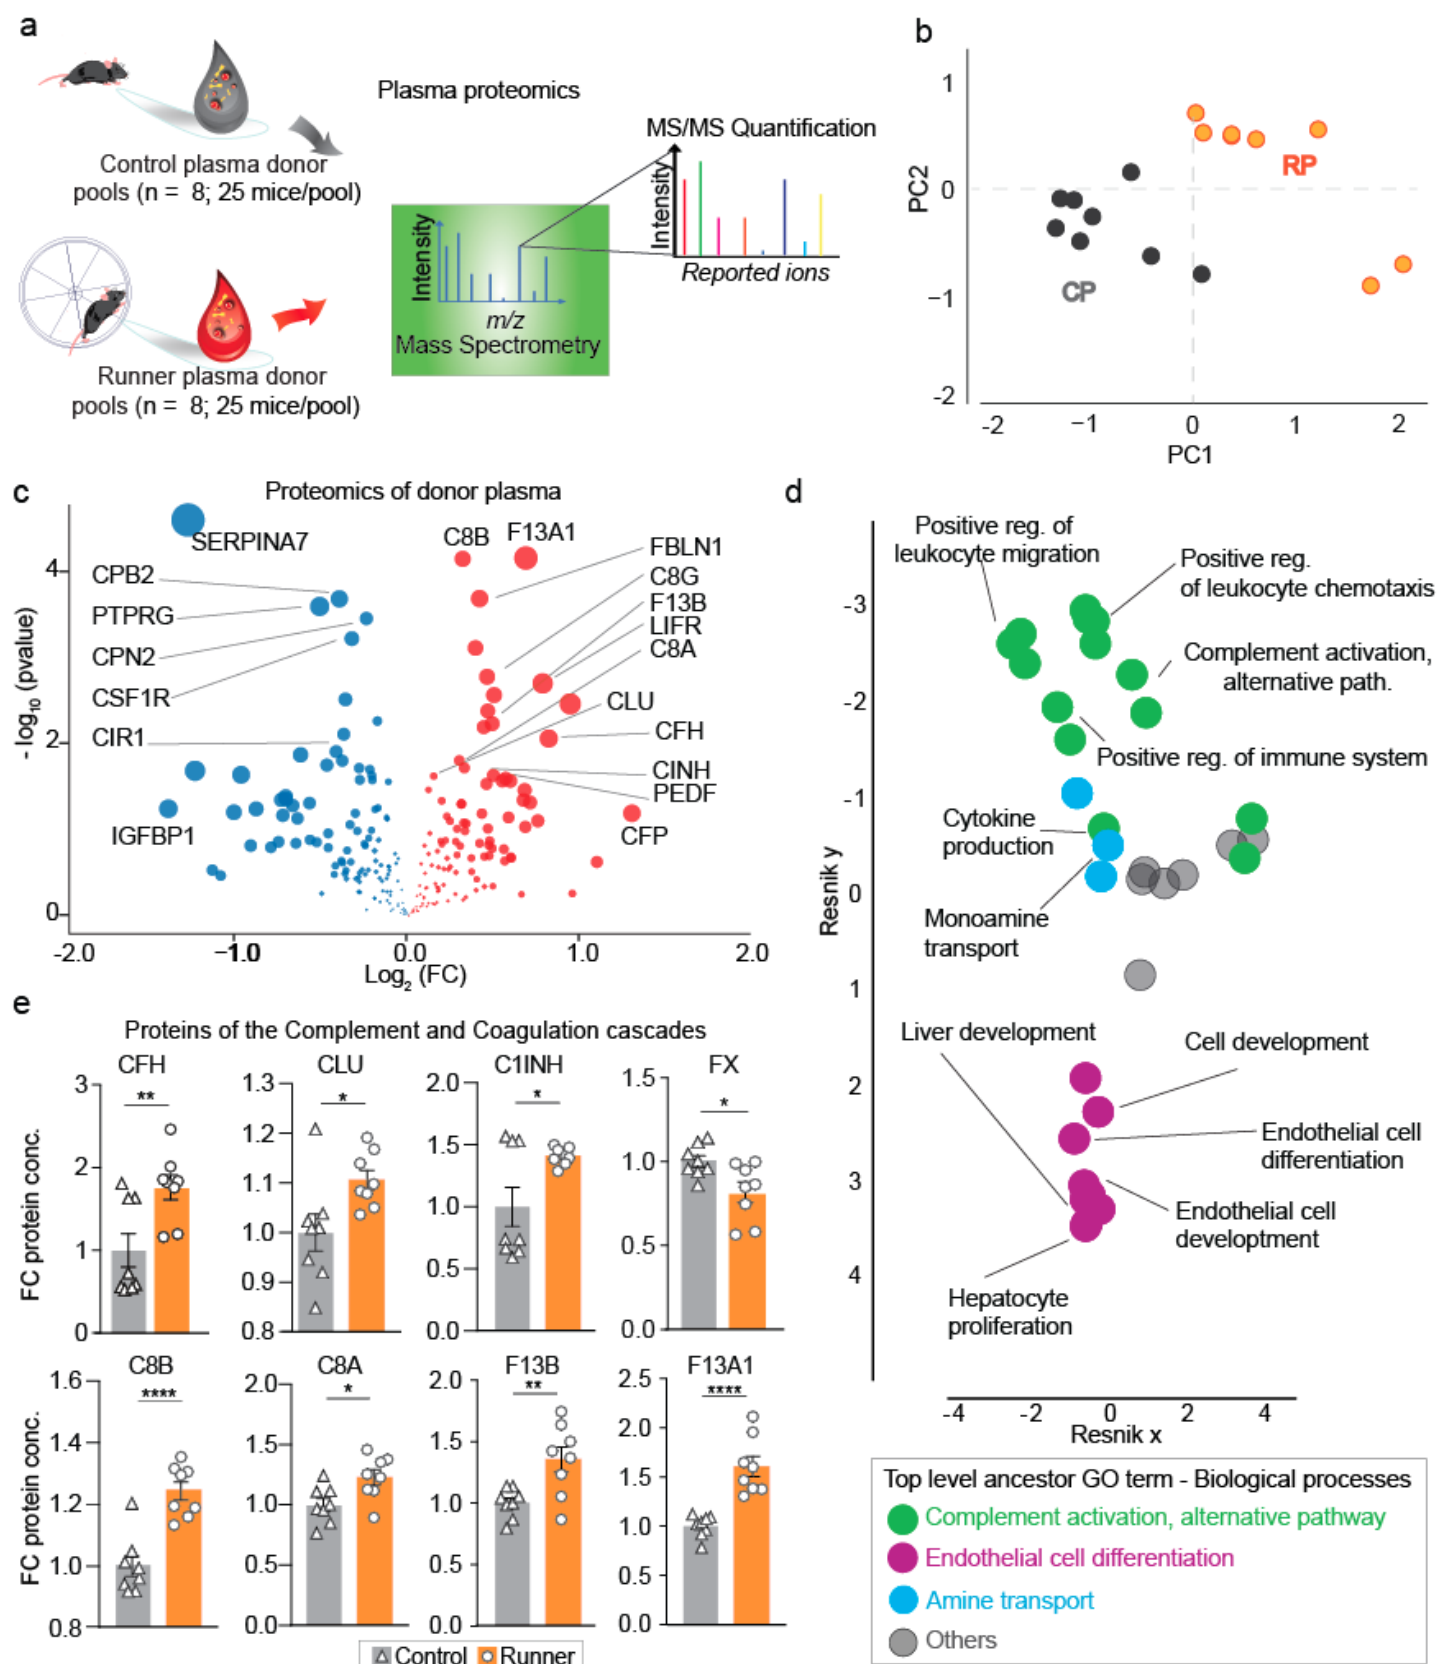 a
Plasma proteomics
MS/MS Quantification
Intensity
Reported ions
Control plasma donor
pools (n = 8; 25 mice/pool)
Intensity
m/z
Mass Spectrometry
Runner plasma donor
pools (n = 8; 25 mice/pool)
b
PC2
1
0
−1
-2
RP
CP
-2
−1
0
1
2
PC1
c
Proteomics of donor plasma
- log10 (pvalue)
4
2
0
SERPINA7
CPB2
PTPRG
CPN2
CSF1R
CIR1
IGFBP1
C8B
F13A1
FBLN1
C8G
F13B
LIFR
C8A
CLU
CFH
CINH
PEDF
CFP
-2.0
−1.0
0.0
1.0
2.0
Log2 (FC)
d
Positive reg. of
leukocyte migration
Positive reg.
of leukocyte chemotaxis
Complement activation,
alternative path.
Positive reg. of immune system
Cytokine
production
Monoamine
transport
Liver development
Cell development
Endothelial cell
differentiation
Endothelial cell
developtment
Hepatocyte
proliferation
Resnik y
-3
-2
-1
0
1
2
3
4
-4
-2
0
2
4
Resnik x
Top level ancestor GO term - Biological processes
Complement activation, alternative pathway
Endothelial cell differentiation
Amine transport
Others
e
Proteins of the Complement and Coagulation cascades
FC protein conc.
CFH
**
3
2
1
0
CLU
*
1.3
1.2
1.1
1.0
0.9
0.8
C1INH
*
2.0
1.5
1.0
0.5
0.0
FX
*
1.5
1.0
0.5
0.0
FC protein conc.
C8B
****
1.6
1.4
1.2
1.0
0.8
C8A
*
2.0
1.5
1.0
0.5
0.0
F13B
**
2.0
1.5
1.0
0.5
0.0
F13A1
****
2.5
2.0
1.5
1.0
0.5
0.0
Control Runner